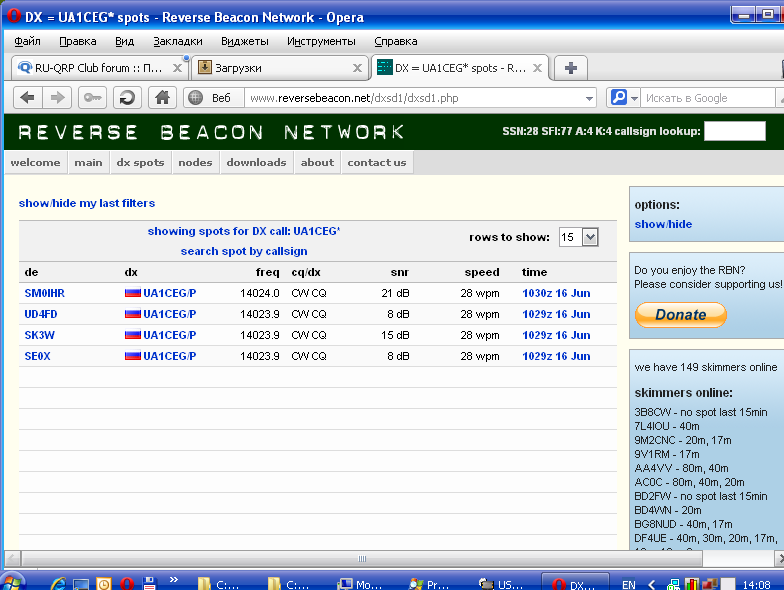 DX = UA1CEG* spots - Reverse Beacon Network - Opera
Файл Правка Вид Закладки Виджеты Инструменты Справка
RU-QRP Club forum :: П... Загрузки DX = UA1CEG* spots - R...
Веб www.reversebeacon.net/dxsd1/dxsd1.php Искать в Google
REVERSE BEACON NETWORK SSN:28 SFI:77 A:4 K:4 callsign lookup:
welcome main dx spots nodes downloads about contact us
show/hide my last filters
showing spots for DX call: UA1CEG*
search spot by callsign
rows to show: 15
de dx freq cq/dx snr speed time
SM0IHR UA1CEG/P 14024.0 CW CQ 21 dB 28 wpm 1030z 16 Jun
UD4FD UA1CEG/P 14023.9 CW CQ 8 dB 28 wpm 1029z 16 Jun
SK3W UA1CEG/P 14023.9 CW CQ 15 dB 28 wpm 1029z 16 Jun
SE0X UA1CEG/P 14023.9 CW CQ 8 dB 28 wpm 1029z 16 Jun
options:
show/hide
Do you enjoy the RBN?
Please consider supporting us!
Donate
we have 149 skimmers online
skimmers online:
3B8CW - no spot last 15min
7L4IOU - 40m
9M2CNC - 20m, 17m
9V1RM - 17m
AA4VV - 80m, 40m
AC0C - 80m, 40m, 20m
BD2FW - no spot last 15min
BD4WN - 20m
BG8NUD - 40m, 17m
DF4UE - 40m, 30m, 20m, 17m,
C:... C:... Mo... Pr... US... DX... EN 14:08